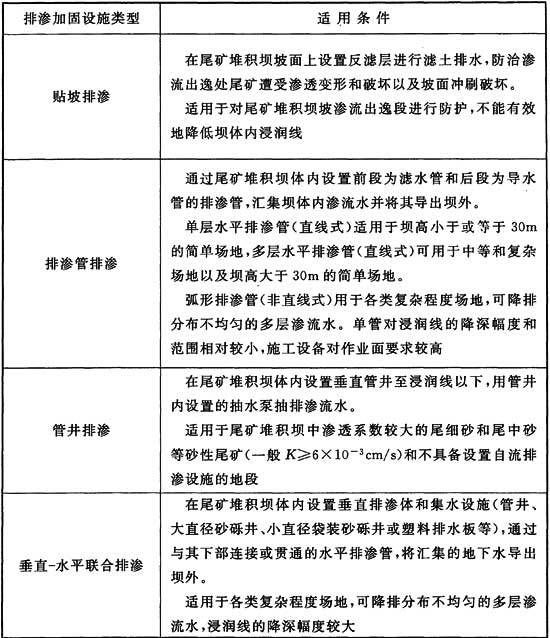 排渗加固设施类型 适用条件
在尾矿堆积坝坡面上设置反滤层进行滤土排水，防治渗
流出逸处尾矿遭受渗透变形和破坏以及坡面冲刷破坏。
贴坡排渗
适用于对尾矿堆积坝坡渗流出逸段进行防护，不能有效
地降低坝体内浸润线
通过尾矿堆积坝体内设置前段为滤水管和后段为导水
管的排渗管，汇集坝体内渗流水并将其导出坝外。
单层水平排渗管(直线式)适用于坝高小于或等于 30m
的简单场地，多层水平排渗管(直线式)可用于中等和复杂
排渗管排渗
场地以及坝高大于 30m 的简单场地。
弧形排渗管(非直线式)用于各类复杂程度场地，可降排
分布不均匀的多层渗流水。单管对浸润线的降深幅度和
范围相对较小，施工设备对作业面要求较高
在尾矿堆积坝体内设置垂直管井至浸润线以下，用管井
内设置的抽水泵抽排渗流水。
管井排渗
适用于尾矿堆积坝中渗透系数较大的尾细砂和尾中砂
等砂性尾矿(一般 K≥6×10⁻³cm/s)和不具备设置自流排
渗设施的地段
在尾矿堆积坝体内设置垂直排渗体和集水设施(管井、
大直径砂砾井、小直径袋装砂砾井或塑料排水板等)，通过
与其下部连接或贯通的水平排渗管，将汇集的地下水导出
垂直-水平联合排渗
坝外。
适用于各类复杂程度场地，可降排分布不均匀的多层渗
流水，浸润线的降深幅度较大